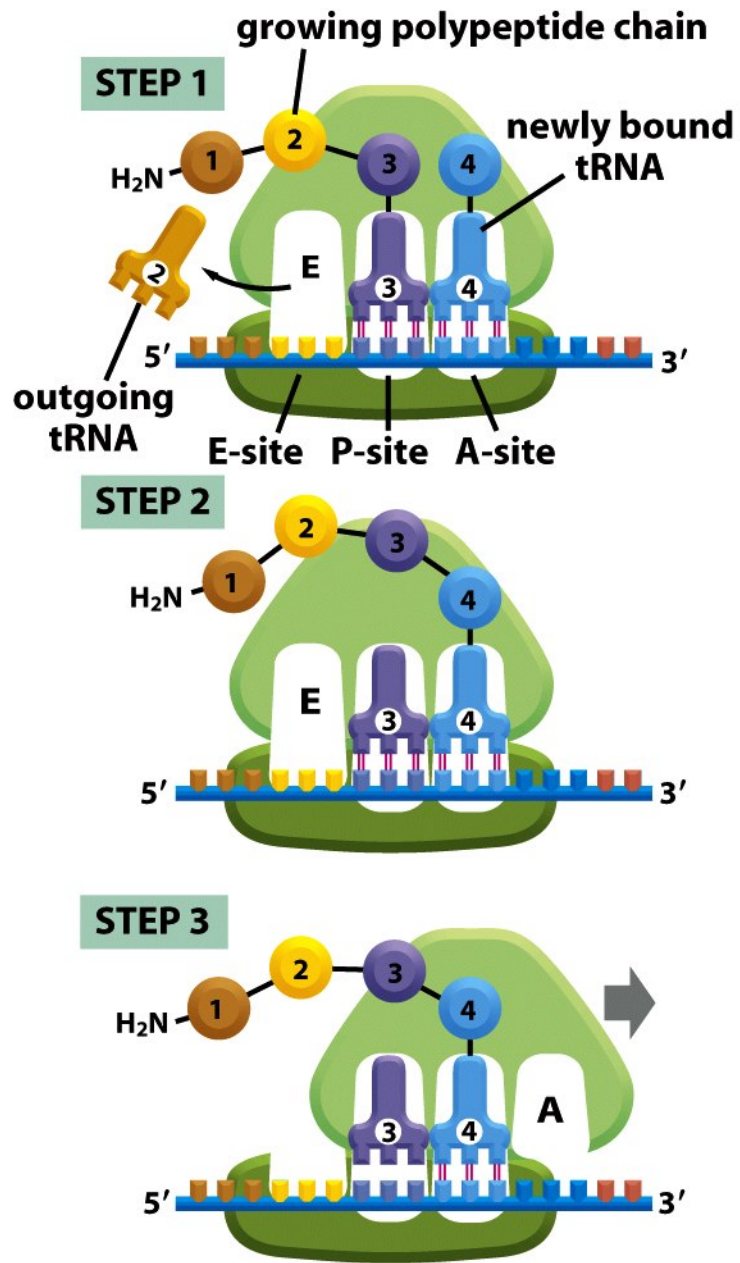 growing polypeptide chain
STEP 1
newly bound
tRNA
1
2
3
4
H₂N
2
E
3
4
5′
3′
outgoing
tRNA
E-site P-site A-site
STEP 2
2
3
1
4
H₂N
E
3
4
5′
3′
STEP 3
2
3
1
4
H₂N
A
3
4
5′
3′